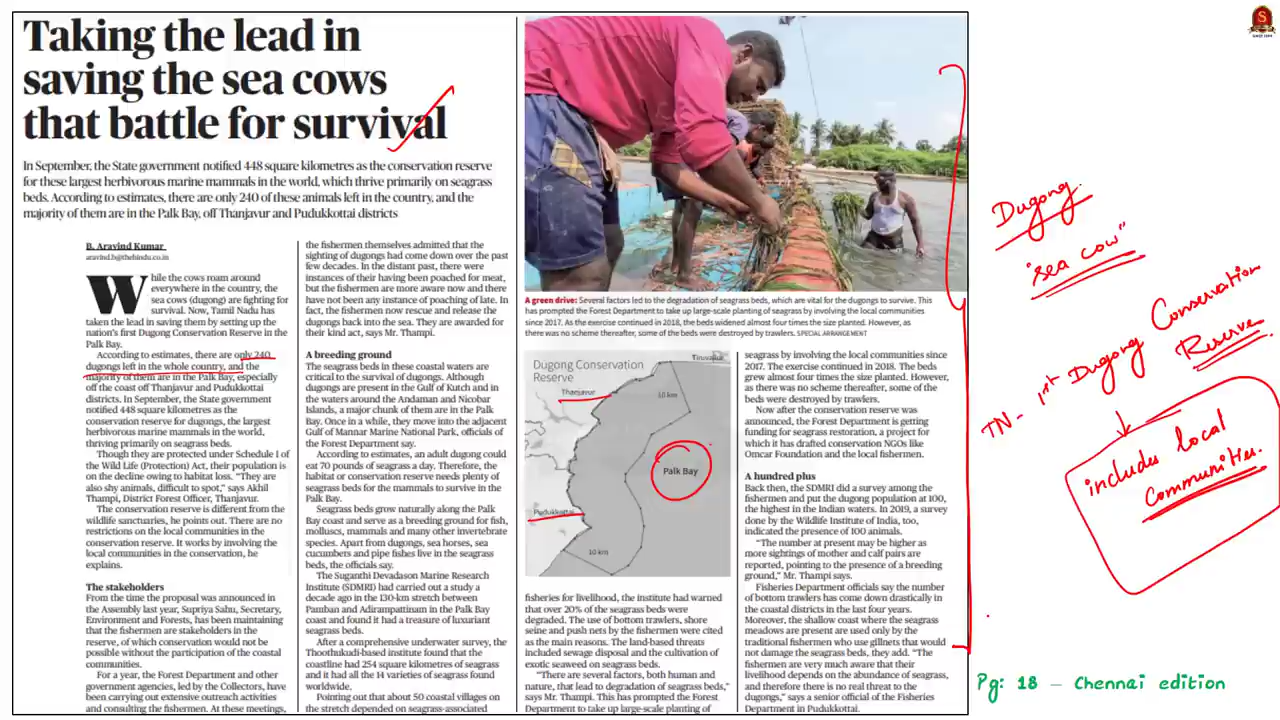 Taking the lead in
saving the sea cows
that battle for survival
In September, the State government notified 448 square kilometres as the conservation reserve
for these largest herbivorous marine mammals in the world, which thrive primarily on seagrass
beds. According to estimates, there are only 240 of these animals left in the country, and the
majority of them are in the Palk Bay, off Thanjavur and Pudukkottai districts
B. Aravind Kumar
aravind.b@thehindu.co.in
While the cows roam around
everywhere in the country, the
sea cows (dugong) are fighting for
survival. Now, Tamil Nadu has
taken the lead in saving them by setting up the
nation's first Dugong Conservation Reserve in the
Palk Bay.
According to estimates, there are only 240
dugongs left in the whole country, and the
majority of them are in the Palk Bay, especially
off the coast off Thanjavur and Pudukottai
districts. In September, the State government
notified 448 square kilometres as the
conservation reserve for dugongs, the largest
herbivorous marine mammals in the world,
thriving primarily on seagrass beds.
Though they are protected under Schedule I of
the Wild Life (Protection) Act, their population is
on the decline owing to habitat loss. "They are
also shy animals, difficult to spot," says Akhil
Thampi, District Forest Officer, Thanjavur.
The conservation reserve is different from the
wildlife sanctuaries, he points out. There are no
restrictions on the local communities in the
conservation reserve. It works by involving the
local communities in the conservation, he
explains.
The stakeholders
From the time the proposal was announced in
the Assembly last year, Supriya Sahu, Secretary,
Environment and Forests, has been maintaining
that the fishermen are stakeholders in the
reserve, of which conservation would not be
possible without the participation of the coastal
communities.
For a year, the Forest Department and other
government agencies, led by the Collectors, have
been carrying out extensive outreach activities
and consulting the fishermen. At these meetings,
the fishermen themselves admitted that the
sighting of dugongs had come down over the past
few decades. In the distant past, there were
instances of their having been poached for meat,
but the fishermen are more aware now and there
have not been any instance of poaching of late. In
fact, the fishermen now rescue and release the
dugongs back into the sea. They are awarded for
their kind act, says Mr. Thampi.
A breeding ground
The seagrass beds in these coastal waters are
critical to the survival of dugongs. Although
dugongs are present in the Gulf of Kutch and in
the waters around the Andaman and Nicobar
Islands, a major chunk of them are in the Palk
Bay. Once in a while, they move into the adjacent
Gulf of Mannar Marine National Park, officials of
the Forest Department say.
According to estimates, an adult dugong could
eat 70 pounds of seagrass a day. Therefore, the
habitat or conservation reserve needs plenty of
seagrass beds for the mammals to survive in the
Palk Bay.
Seagrass beds grow naturally along the Palk
Bay coast and serve as a breeding ground for fish,
molluscs, mammals and many other invertebrate
species. Apart from dugongs, sea horses, sea
cucumbers and pipe fishes live in the seagrass
beds, the officials say.
The Suganthi Devadason Marine Research
Institute (SDMRI) had carried out a study a
decade ago in the 130-km stretch between
Pamban and Adirampattinam in the Palk Bay
coast and found it had a treasure of luxuriant
seagrass beds.
After a comprehensive underwater survey, the
Thoothukudi-based institute found that the
coastline had 254 square kilometres of seagrass
and it had all the 14 varieties of seagrass found
worldwide.
Pointing out that about 50 coastal villages on
the stretch depended on seagrass-associated
A green drive: Several factors led to the degradation of seagrass beds, which are vital for the dugongs to survive. This
has prompted the Forest Department to take up large-scale planting of seagrass by involving the local communities
since 2017. As the exercise continued in 2018, the beds widened almost four times the size planted. However, as
there was no scheme thereafter, some of the beds were destroyed by trawlers. SPECIAL ARRANGEMENT
Dugong Conservation
Reserve
Tiruvallur
Thanjavur
10 km
Palk Bay
Pudukkottai
10 km
fisheries for livelihood, the institute had warned
that over 20% of the seagrass beds were
degraded. The use of bottom trawlers, shore
seine and push nets by the fishermen were cited
as the main reasons. The land-based threats
included sewage disposal and the cultivation of
exotic seaweed on seagrass beds.
"There are several factors, both human and
nature, that lead to degradation of seagrass beds,"
says Mr. Thampi. This has prompted the Forest
Department to take up large-scale planting of
seagrass by involving the local communities since
2017. The exercise continued in 2018. The beds
grew almost four times the size planted. However,
as there was no scheme thereafter, some of the
beds were destroyed by trawlers.
Now after the conservation reserve was
announced, the Forest Department is getting
funding for seagrass restoration, a project for
which it has drafted conservation NGOs like
Omcar Foundation and the local fishermen.
A hundred plus
Back then, the SDMRI did a survey among the
fishermen and put the dugong population at 100,
the highest in the Indian waters. In 2019, a survey
done by the Wildlife Institute of India, too,
indicated the presence of 100 animals.
"The number at present may be higher as
more sightings of mother and calf pairs are
reported, pointing to the presence of a breeding
ground," Mr. Thampi says.
Fisheries Department officials say the number
of bottom trawlers has come down drastically in
the coastal districts in the last four years.
Moreover, the shallow coast where the seagrass
meadows are present are used only by the
traditional fishermen who use gillnets that would
not damage the seagrass beds, they add. "The
fishermen are very much aware that their
livelihood depends on the abundance of seagrass,
and therefore there is no real threat to the
dugongs," says a senior official of the Fisheries
Department in Pudukkottai.
Dugong
"sea cow"
TN - 1st Dugong Conservation
Reserve
includes local
communities.
Pg: 18 - Chennai edition